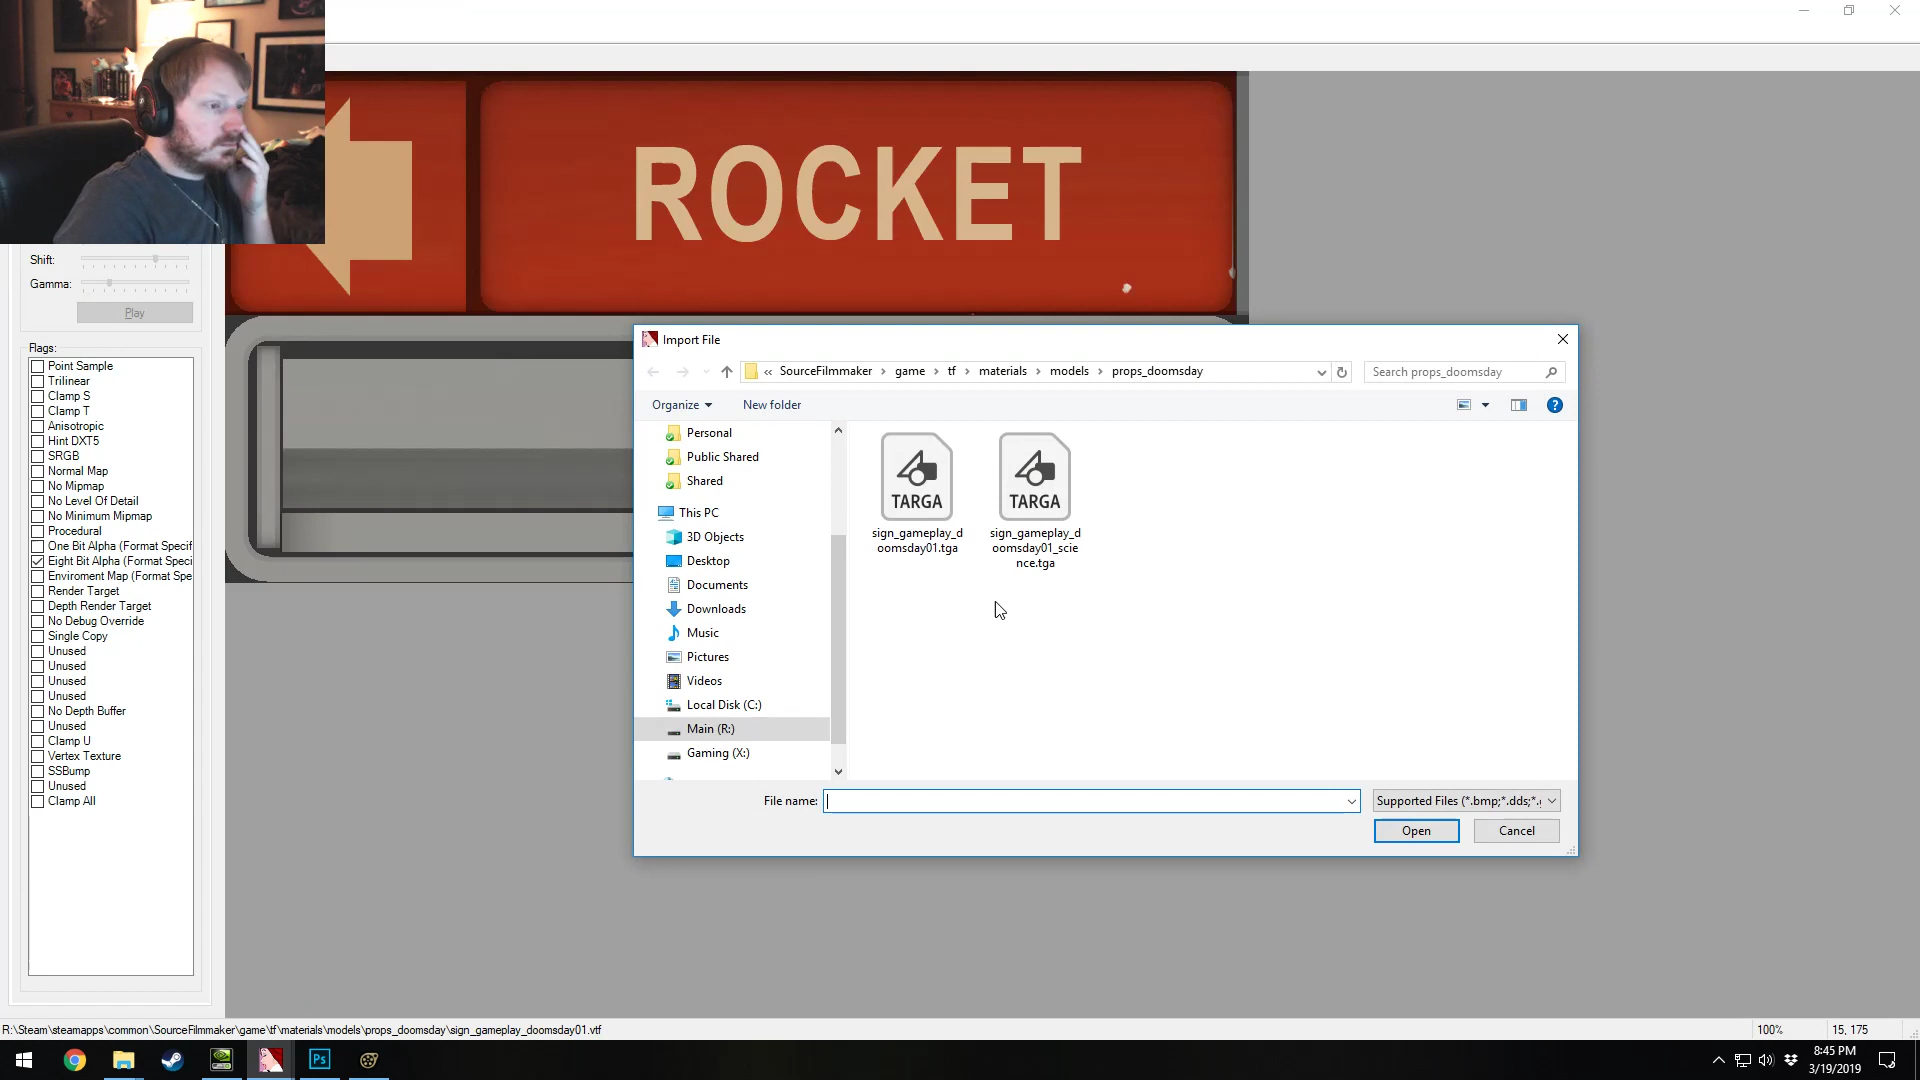 ROCKET
Shift:
Gamma:
Play
Flags:
Point Sample
Trilinear
Clamp S
Clamp T
Anisotropic
Hint DXT5
SRGB
Normal Map
No Mipmap
No Level Of Detail
No Minimum Mipmap
Procedural
One Bit Alpha (Format Specif
Eight Bit Alpha (Format Speci
Enviroment Map (Format Spe
Render Target
Depth Render Target
No Debug Override
Single Copy
Unused
Unused
Unused
Unused
No Depth Buffer
Unused
Clamp U
Vertex Texture
SSBump
Unused
Clamp All
Import File
« SourceFilmmaker › game › tf › materials › models › props_doomsday
Search props_doomsday
Organize
New folder
Personal
Public Shared
Shared
This PC
3D Objects
Desktop
Documents
Downloads
Music
Pictures
Videos
Local Disk (C:)
Main (R:)
Gaming (X:)
TARGA
sign_gameplay_d
oomsday01.tga
TARGA
sign_gameplay_d
oomsday01_scie
nce.tga
File name:
Supported Files (*.bmp;*.dds;*.
Open
Cancel
R:\Steam\steamapps\common\SourceFilmmaker\game\tf\materials\models\props_doomsday\sign_gameplay_doomsday01.vtf
100%
15, 175
Ps
8:45 PM
3/19/2019